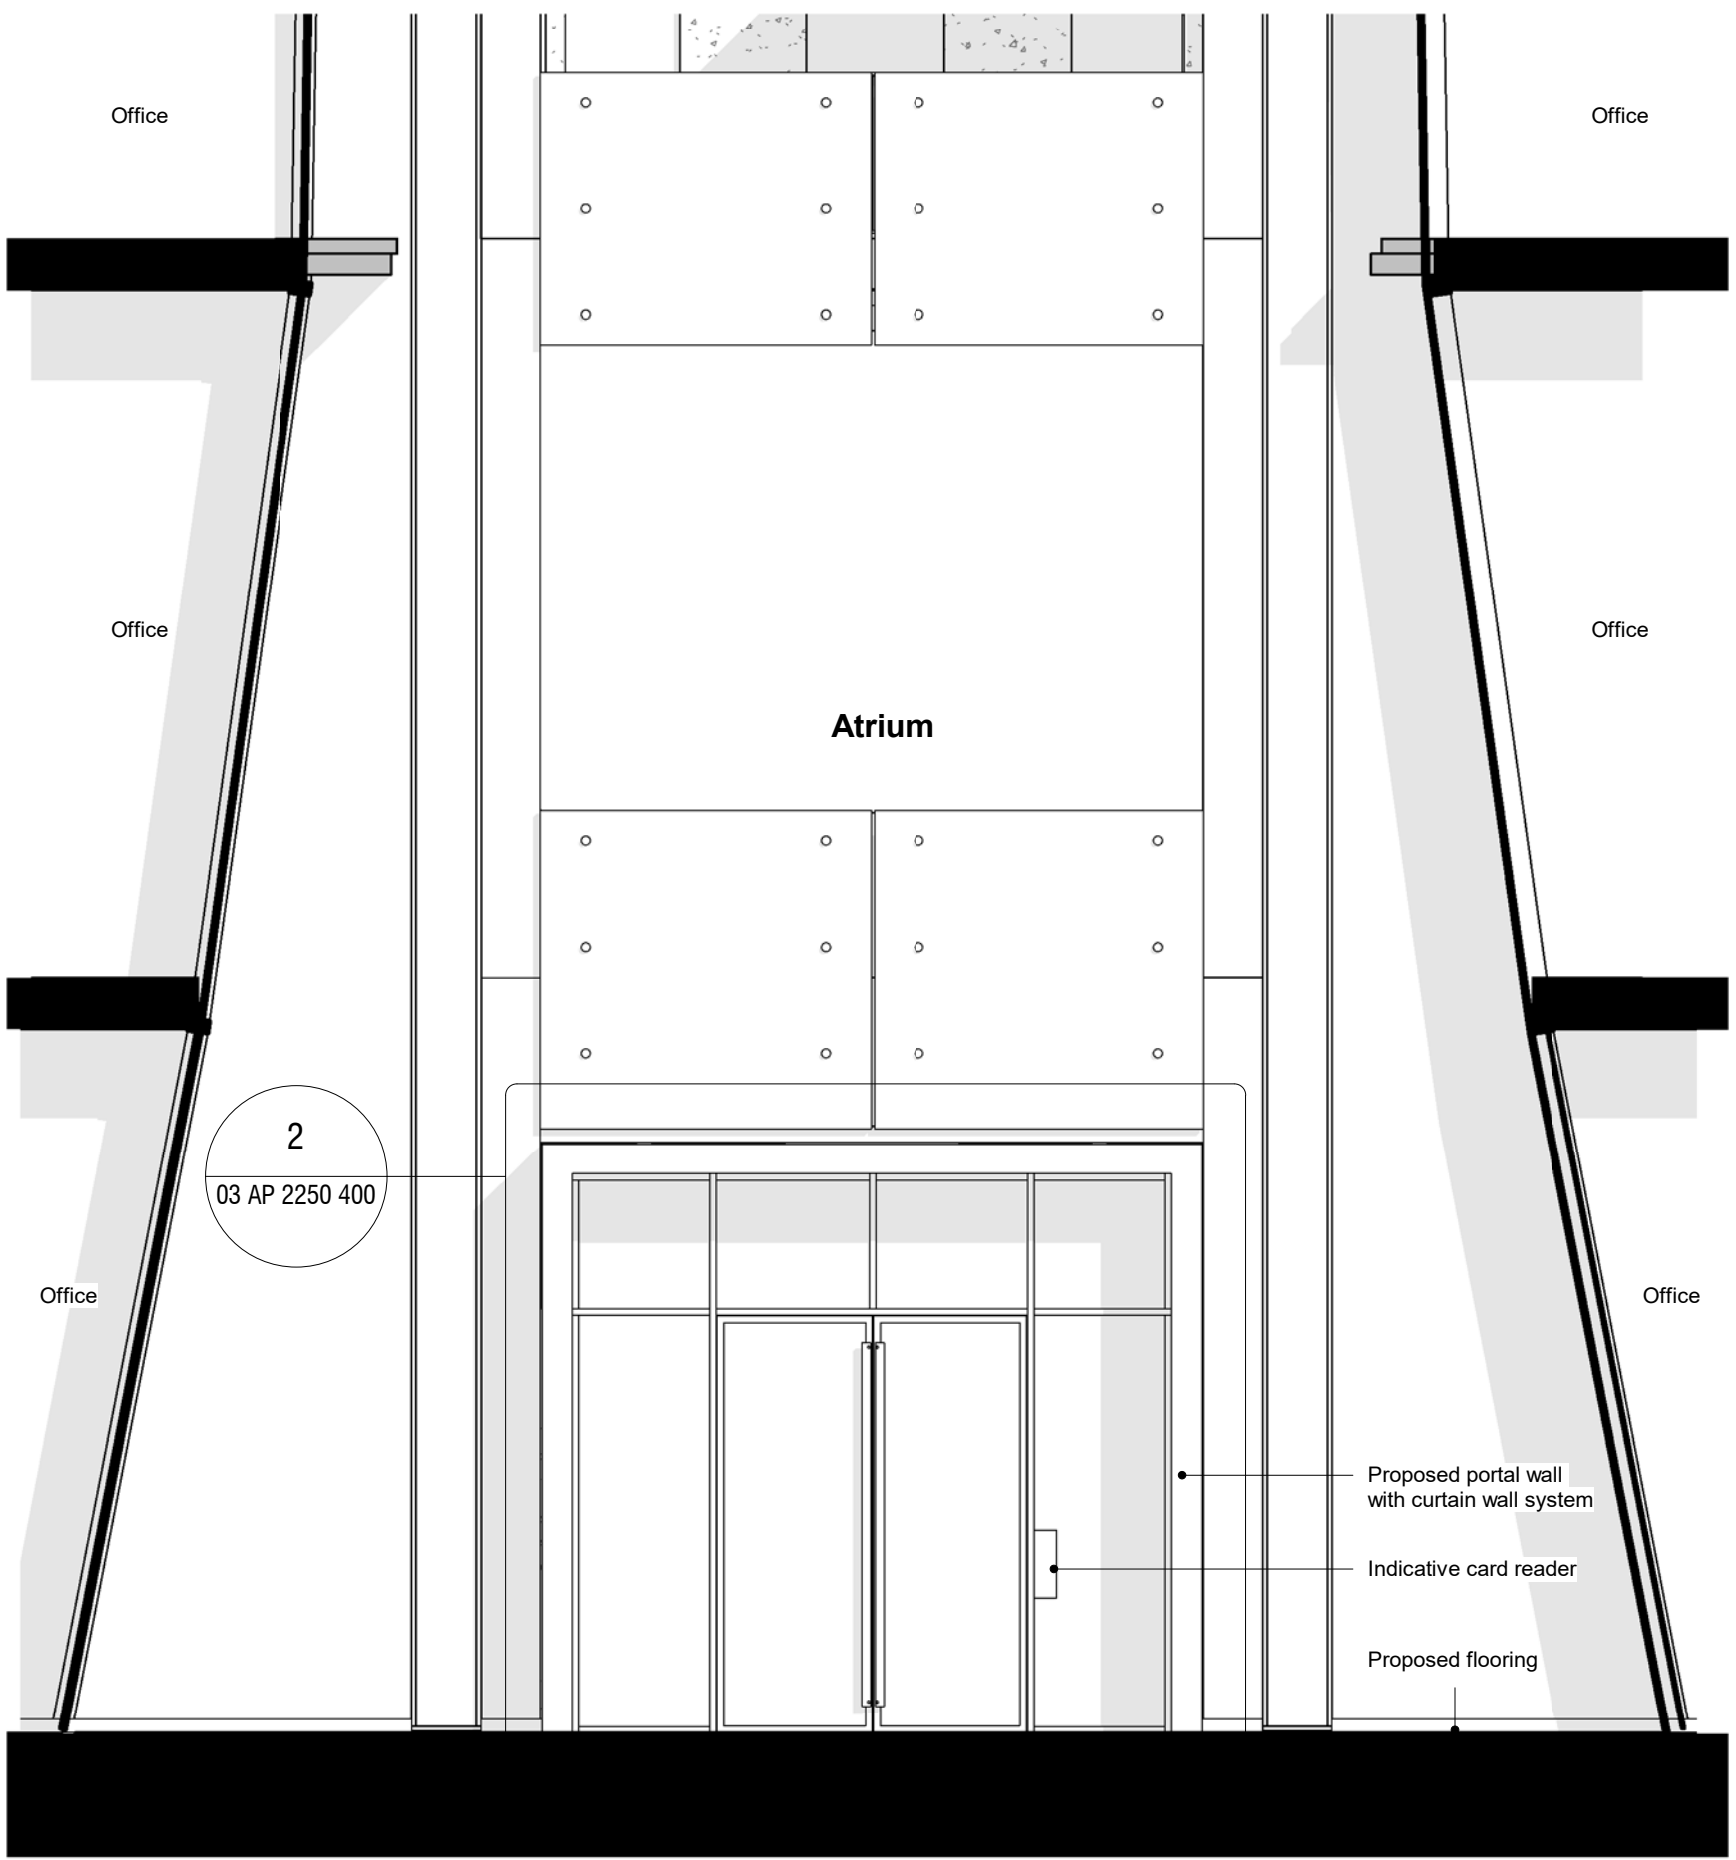 Office
Office
Office
Office
Atrium
2
03 AP 2250 400
Office
Office
Proposed portal wall
with curtain wall system
Indicative card reader
Proposed flooring